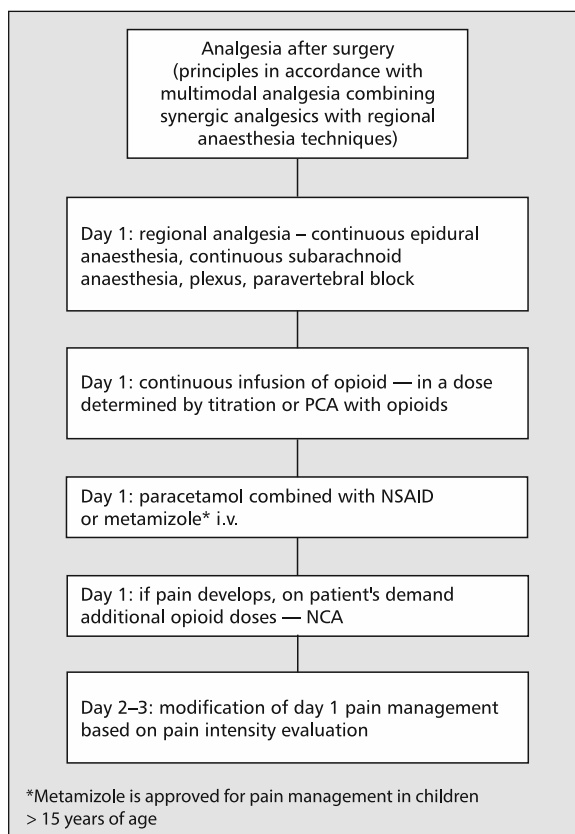 Analgesia after surgery
(principles in accordance with
multimodal analgesia combining
synergic analgesics with regional
anaesthesia techniques)
Day 1: regional analgesia – continuous epidural
anaesthesia, continuous subarachnoid
anaesthesia, plexus, paravertebral block
Day 1: continuous infusion of opioid — in a dose
determined by titration or PCA with opioids
Day 1: paracetamol combined with NSAID
or metamizole* i.v.
Day 1: if pain develops, on patient's demand
additional opioid doses — NCA
Day 2–3: modification of day 1 pain management
based on pain intensity evaluation
*Metamizole is approved for pain management in children
> 15 years of age